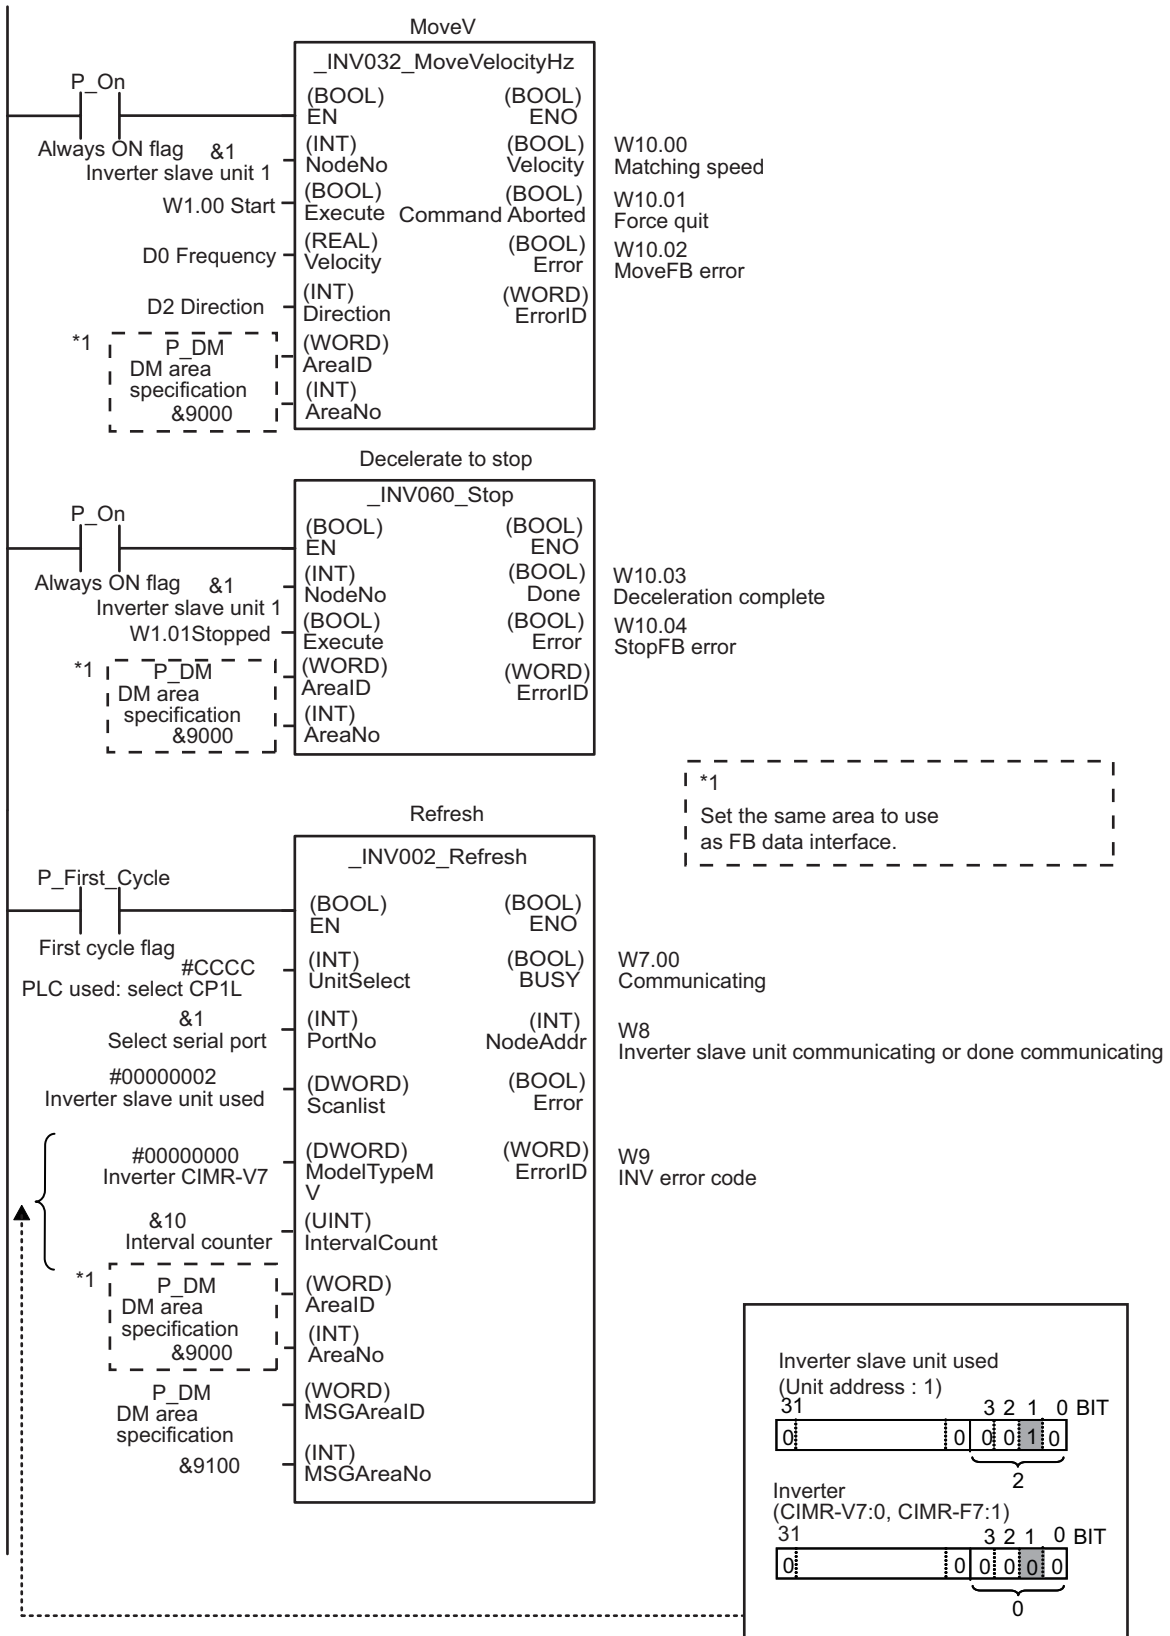 MoveV
_INV032_MoveVelocityHz
P_On
(BOOL) (BOOL)
EN ENO
Always ON flag &1
(INT) (BOOL)
W10.00
Inverter slave unit 1
NodeNo Velocity
Matching speed
(BOOL) (BOOL)
W10.01
W1.00 Start
Execute Command Aborted
Force quit
(REAL) (BOOL)
W10.02
D0 Frequency
Velocity Error
MoveFB error
D2 Direction
(INT) (WORD)
Direction ErrorID
*1
P_DM
(WORD)
DM area
AreaID
specification
(INT)
&9000
AreaNo
Decelerate to stop
_INV060_Stop
P_On
(BOOL) (BOOL)
EN ENO
Always ON flag &1
(INT) (BOOL)
W10.03
Inverter slave unit 1
NodeNo Done
Deceleration complete
W1.01Stopped
(BOOL) (BOOL)
W10.04
Execute Error
StopFB error
*1
P_DM
(WORD) (WORD)
DM area
AreaID ErrorID
specification
(INT)
&9000
AreaNo
*1
Set the same area to use
as FB data interface.
Refresh
_INV002_Refresh
P_First_Cycle
(BOOL) (BOOL)
EN ENO
First cycle flag
#CCCC
(INT) (BOOL)
W7.00
PLC used: select CP1L
UnitSelect BUSY
Communicating
&1
(INT) (INT)
W8
Select serial port
PortNo NodeAddr
Inverter slave unit communicating or done communicating
#00000002
(DWORD) (BOOL)
Inverter slave unit used
Scanlist Error
#00000000
(DWORD) (WORD)
W9
Inverter CIMR-V7
ModelTypeM ErrorID
INV error code
V
&10
(UINT)
Interval counter
IntervalCount
*1
P_DM
(WORD)
DM area
AreaID
specification
(INT)
&9000
AreaNo
P_DM
(WORD)
DM area
MSGAreaID
specification
(INT)
&9100
MSGAreaNo
Inverter slave unit used
(Unit address : 1)
31 3 2 1 0 BIT
0 0 0 0 1 0
2
Inverter
(CIMR-V7:0, CIMR-F7:1)
31 3 2 1 0 BIT
0 0 0 0 0 0
0